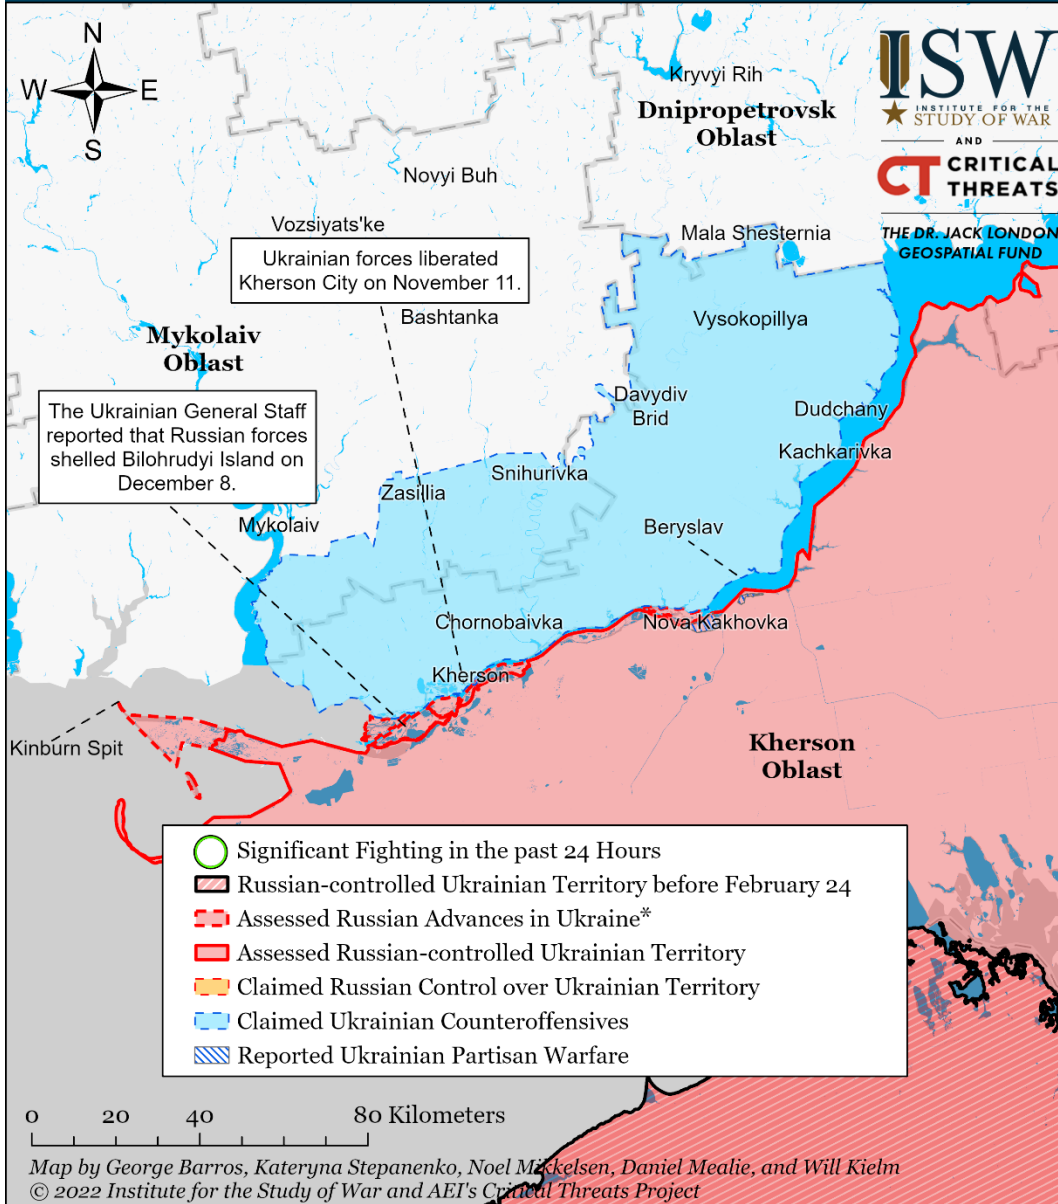 N
W
E
S
Kryvyi Rih
Dnipropetrovsk
Oblast
ISW
INSTITUTE FOR THE
STUDY OF WAR
AND
CT CRITICAL
THREATS
THE DR. JACK LONDON
GEOSPATIAL FUND
Novyi Buh
Vozsiyats'ke
Mala Shesternia
Ukrainian forces liberated
Kherson City on November 11.
Bashtanka
Vysokopillya
Mykolaiv
Oblast
The Ukrainian General Staff
reported that Russian forces
shelled Bilohrudyi Island on
December 8.
Davydiv
Brid
Dudchany
Kachkarivka
Snihurivka
Zasillia
Mykolaiv
Beryslav
Chornobaivka
Nova Kakhovka
Kherson
Kinburn Spit
Kherson
Oblast
Significant Fighting in the past 24 Hours
Russian-controlled Ukrainian Territory before February 24
Assessed Russian Advances in Ukraine*
Assessed Russian-controlled Ukrainian Territory
Claimed Russian Control over Ukrainian Territory
Claimed Ukrainian Counteroffensives
Reported Ukrainian Partisan Warfare
0 20 40 80 Kilometers
Map by George Barros, Kateryna Stepanenko, Noel Mikkelsen, Daniel Mealie, and Will Kielm
© 2022 Institute for the Study of War and AEI's Critical Threats Project